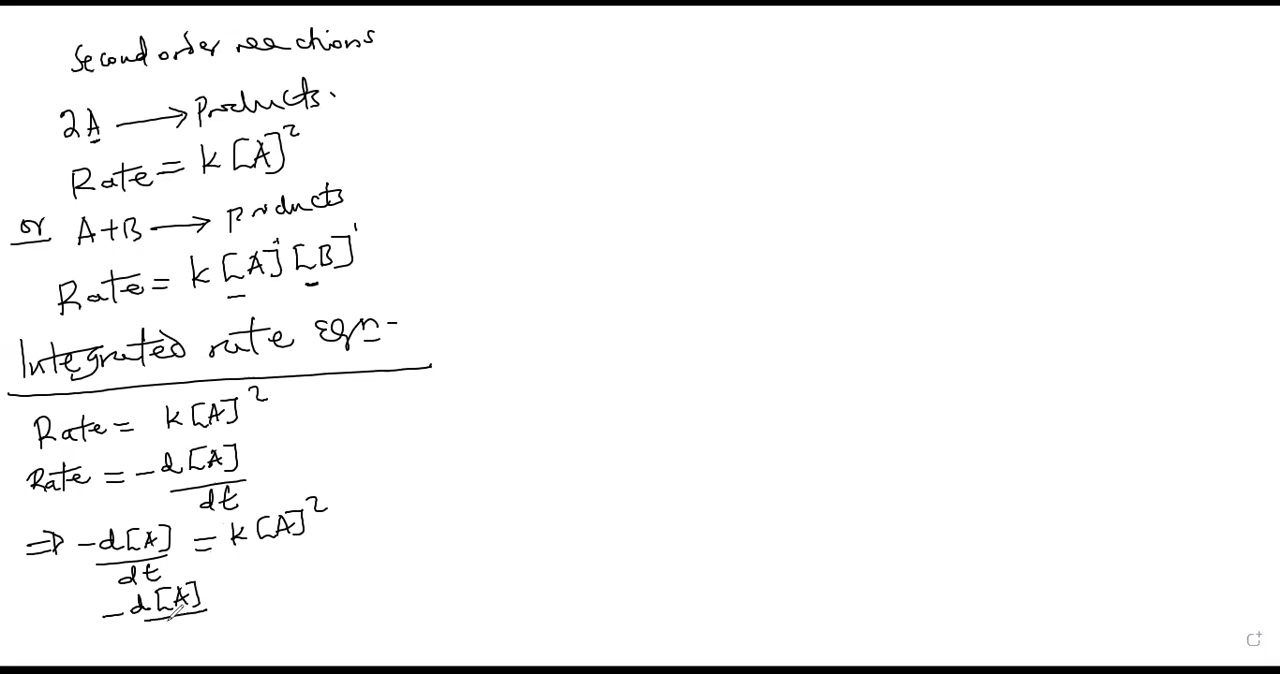 Second order reactions
2A ⟶ Products.
Rate = k[A]²
or A+B ⟶ products
Rate = k[A]¹[B]¹
Integrated rate Eqn-
Rate = k[A]²
Rate = -d[A]/dt
⇒ -d[A]/dt = k[A]²
-d[A]